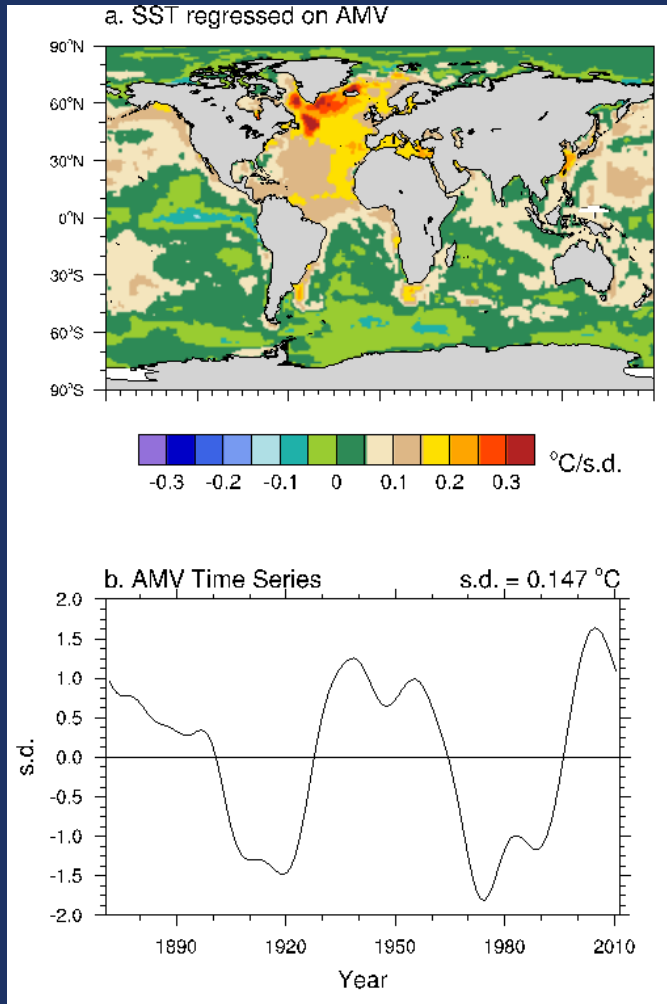 a. SST regressed on AMV
90°N
60°N
30°N
0°N
30°S
60°S
90°S
-0.3 -0.2 -0.1 0 0.1 0.2 0.3
°C/s.d.
b. AMV Time Series s.d. = 0.147 °C
2.0
1.5
1.0
0.5
0.0
-0.5
-1.0
-1.5
-2.0
s.d.
1890 1920 1950 1980 2010
Year